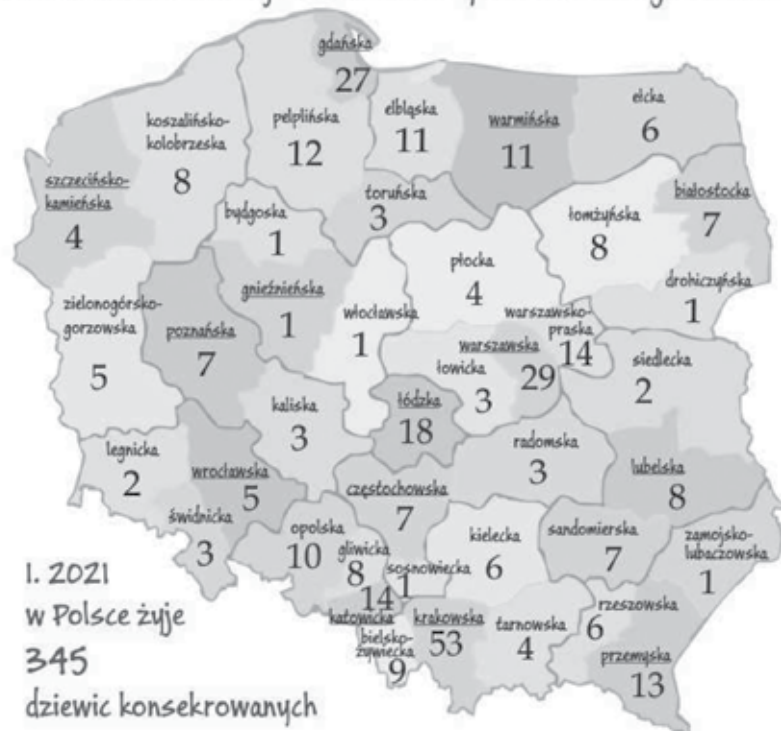 gdańska
27
koszalińsko-
kołobrzeska
8
pelplińska
12
elbląska
11
warmińska
11
ełcka
6
szczecińsko-
kamieńska
4
bydgoska
1
toruńska
3
łomżyńska
8
białostocka
7
zielonogórsko-
gorzowska
5
poznańska
7
gnieźnieńska
1
włocławska
1
płocka
4
drohiczyńska
1
warszawsko-
praska
14
warszawska
29
łowicka
3
siedlecka
2
kaliska
3
łódzka
18
legnicka
2
wrocławska
5
radomska
3
lubelska
8
świdnicka
3
częstochowska
7
opolska
10
gliwicka
8
sosnowiecka
1
kielecka
6
sandomierska
7
zamojsko-
lubaczowska
1
14
katowicka
bielsko-
żywiecka
9
krakowska
53
tarnowska
4
rzeszowska
6
przemyska
13
1. 2021
w Polsce żyje
345
dziewic konsekrowanych